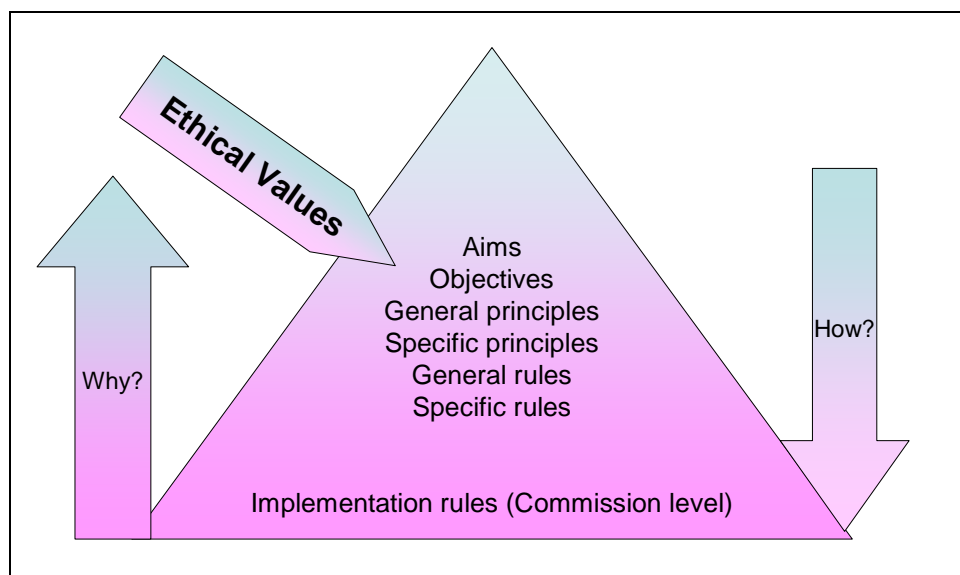 Ethical Values
Aims
Objectives
General principles
Specific principles
General rules
Specific rules
Why?
How?
Implementation rules (Commission level)